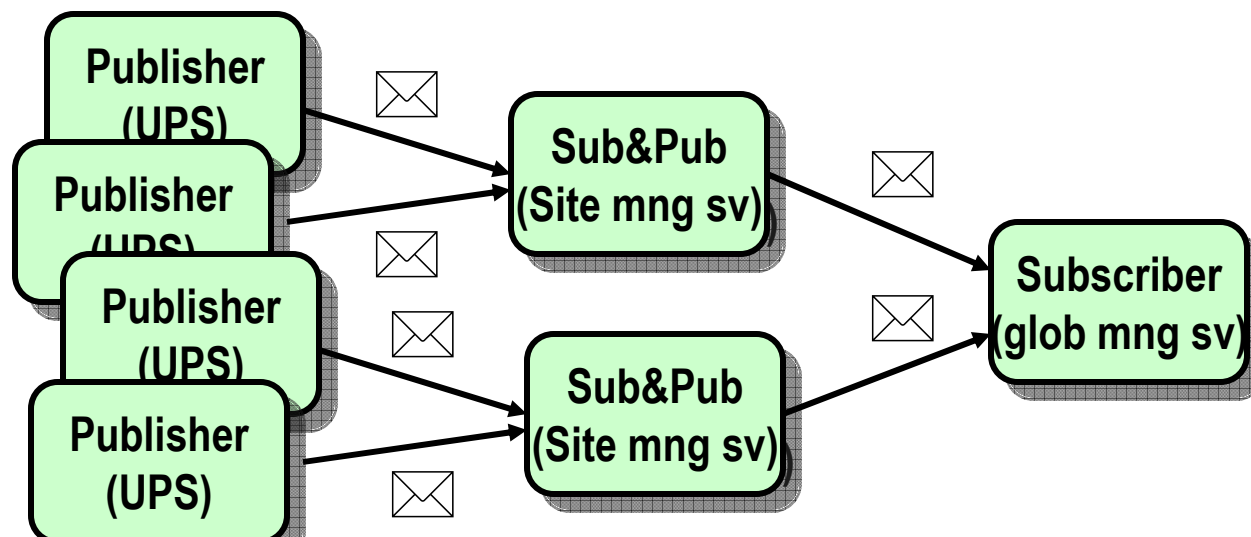 Publisher
(UPS)
Publisher
(UPS)
Publisher
(UPS)
Publisher
(UPS)
Sub&Pub
(Site mng sv)
Sub&Pub
(Site mng sv)
Subscriber
(glob mng sv)